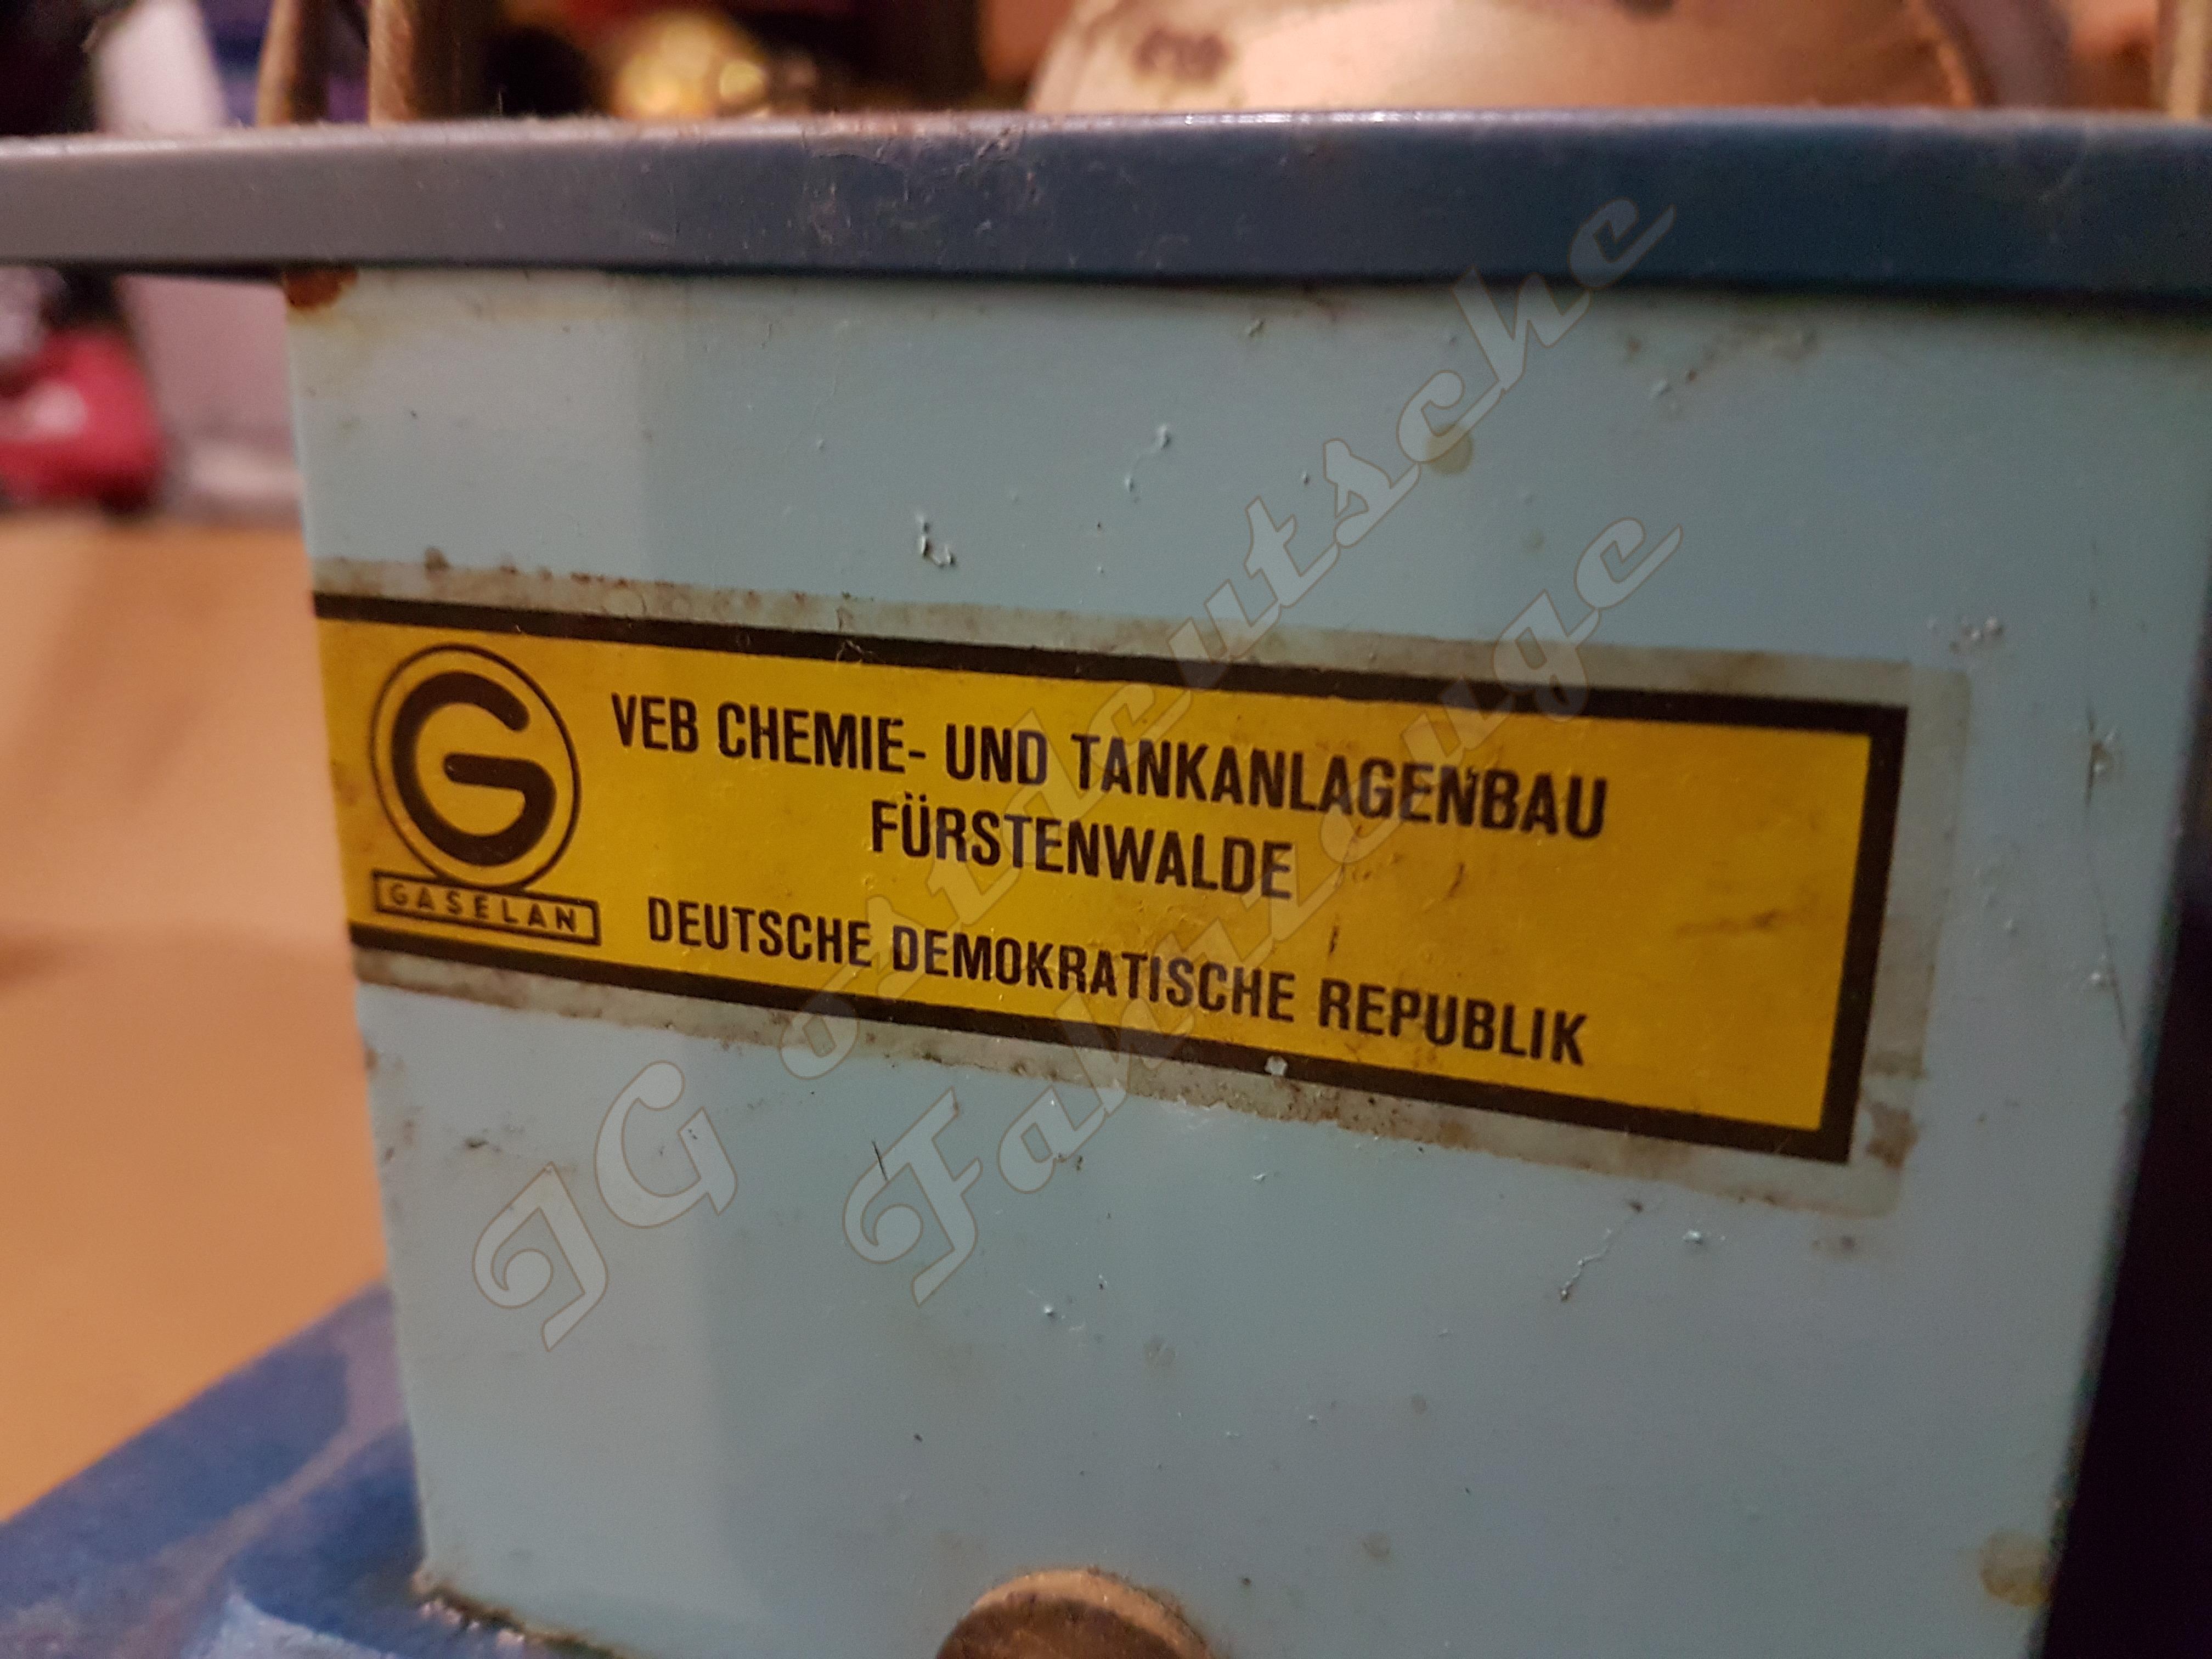 G
GASELAN
VEB CHEMIE- UND TANKANLAGENBAU
FÜRSTENWALDE
DEUTSCHE DEMOKRATISCHE REPUBLIK
IG ostdeutsche
Fahrzeuge